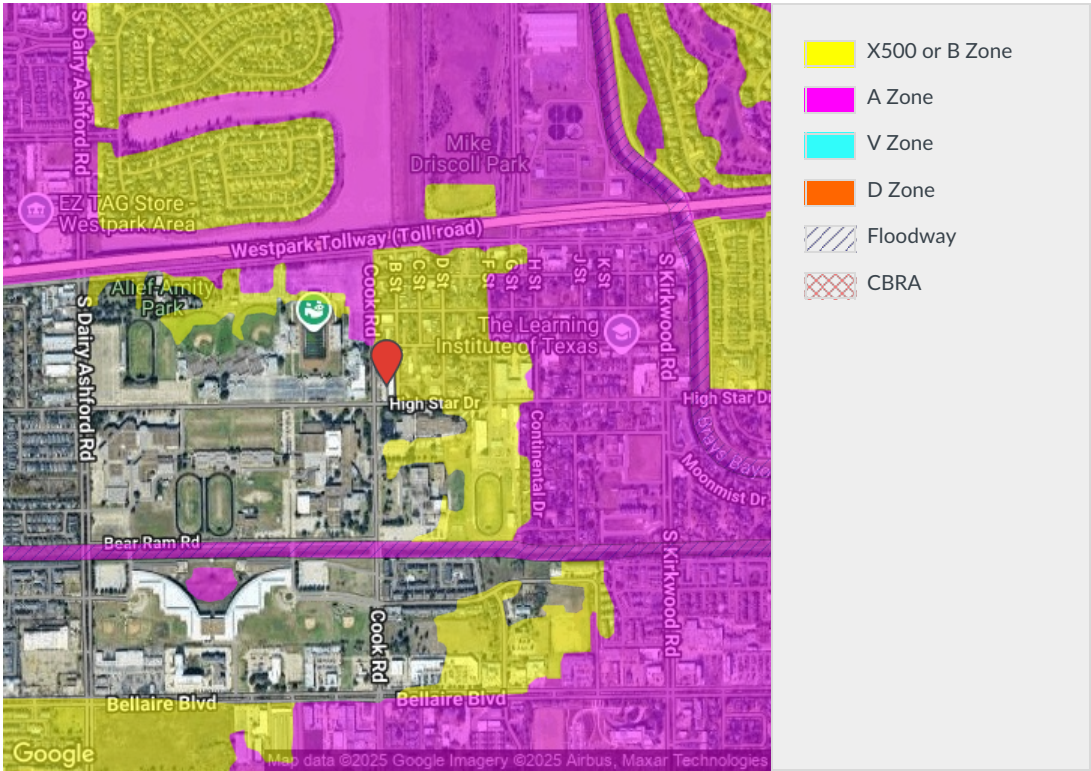 S Dairy Ashford Rd
Mike
Driscoll Park
EZ TAG Store -
Westpark Area
Westpark Tollway (Toll road)
Alief-Amity
Park
Cook Rd
B St
C St
D St
F St
G St
H St
J St
K St
S Kirkwood Rd
S Dairy Ashford Rd
The Learning
Institute of Texas
High Star Dr
High Star Dr
Continental Dr
Brays Bayo
Moonmist Dr
Bear Ram Rd
S Kirkwood Rd
Cook Rd
Bellaire Blvd
Bellaire Blvd
Google
Map data ©2025 Google Imagery ©2025 Airbus, Maxar Technologies
X500 or B Zone
A Zone
V Zone
D Zone
Floodway
CBRA